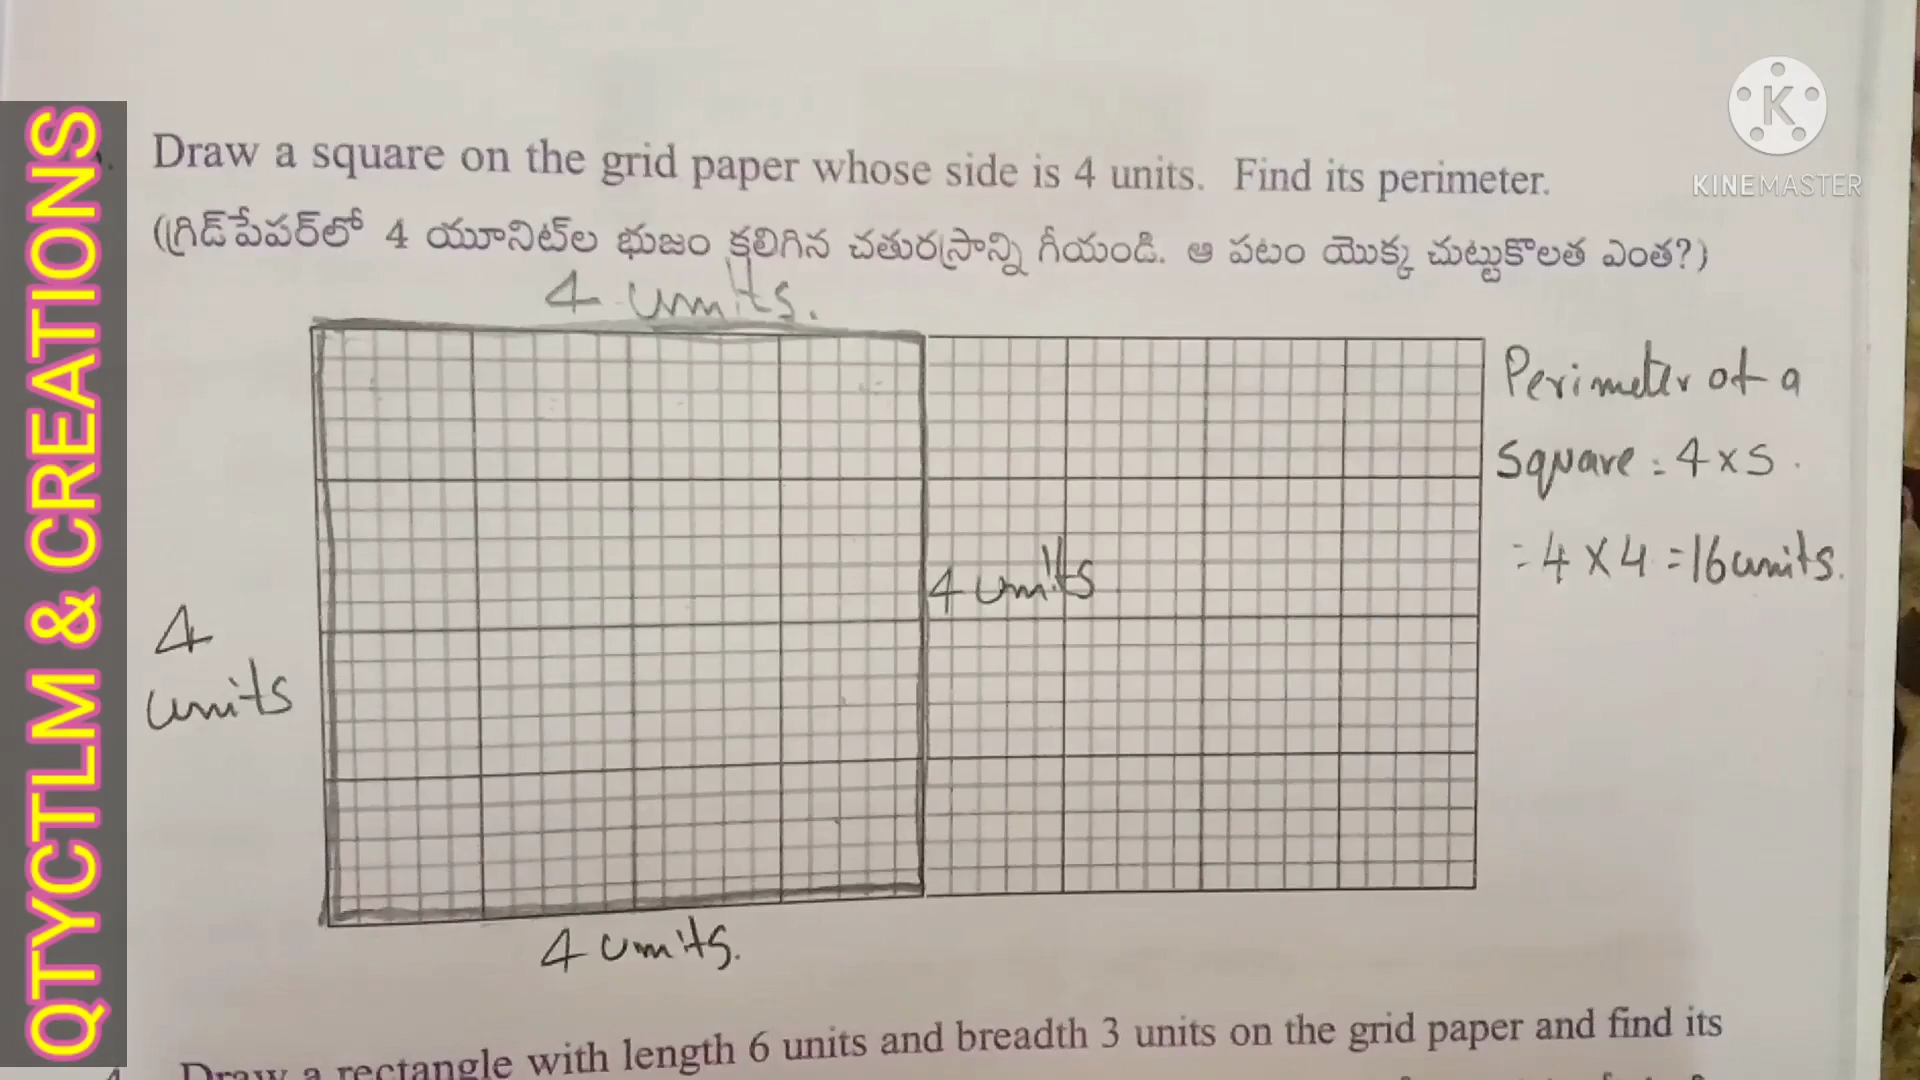 QTYCTLM & CREATIONS
KINEMASTER
Draw a square on the grid paper whose side is 4 units. Find its perimeter.
(గ్రిడ్‌పేపర్‌లో 4 యూనిట్‌ల భుజం కలిగిన చతురస్రాన్ని గీయండి. ఆ పటం యొక్క చుట్టుకొలత ఎంత?)
4 units.
Perimeter of a
Square = 4 x S.
= 4 X 4 = 16 units.
4 units
4
units
4 units.
Draw a rectangle with length 6 units and breadth 3 units on the grid paper and find its